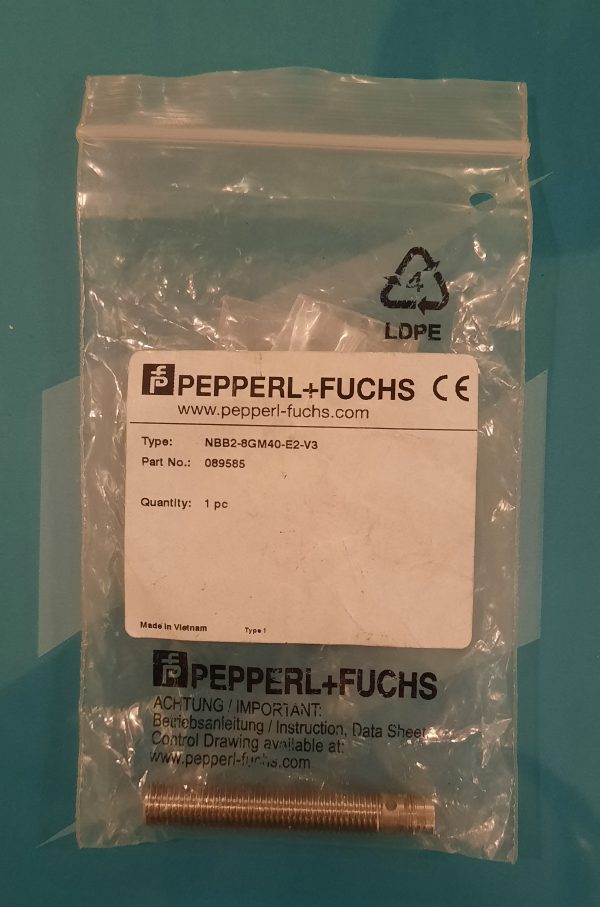 4
LDPE
PEPPERL+FUCHS CE
www.pepperl-fuchs.com
Type: NBB2-8GM40-E2-V3
Part No.: 089585
Quantity: 1 pc
Made in Vietnam Type 1
PEPPERL+FUCHS
ACHTUNG / IMPORTANT:
Betriebsanleitung / Instruction, Data Sheet,
Control Drawing available at:
www.pepperl-fuchs.com